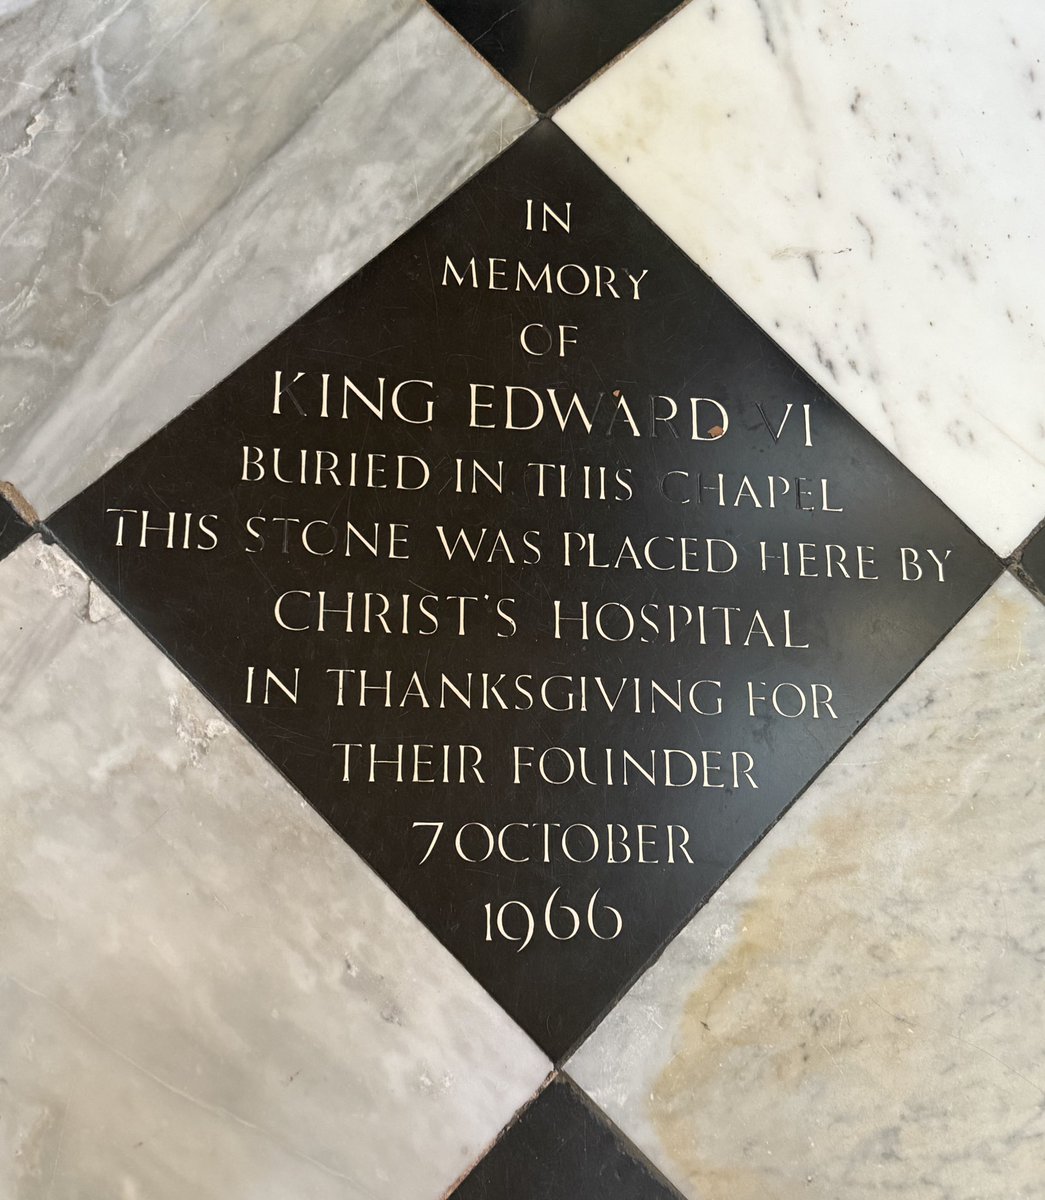 IN
MEMORY
OF
KING EDWARD VI
BURIED IN THIS CHAPEL
THIS STONE WAS PLACED HERE BY
CHRIST'S HOSPITAL
IN THANKSGIVING FOR
THEIR FOUNDER
7 OCTOBER
1966